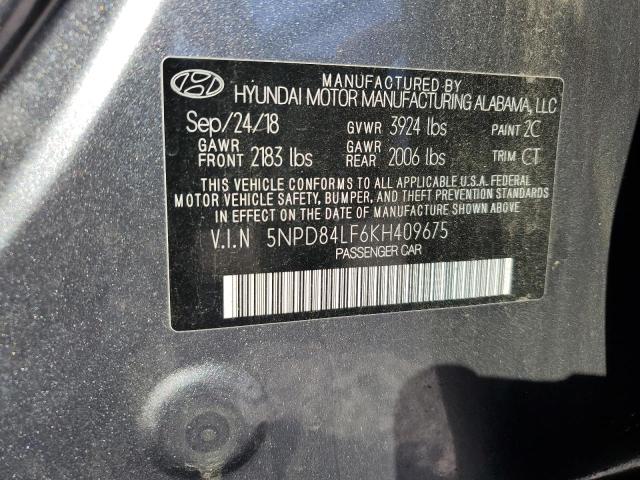 MANUFACTURED BY
HYUNDAI MOTOR MANUFACTURING ALABAMA, LLC
Sep/24/18 GVWR 3924 lbs PAINT 2C
GAWR FRONT 2183 lbs GAWR REAR 2006 lbs TRIM CT
THIS VEHICLE CONFORMS TO ALL APPLICABLE U.S.A. FEDERAL
MOTOR VEHICLE SAFETY, BUMPER, AND THEFT PREVENTION STANDARDS
IN EFFECT ON THE DATE OF MANUFACTURE SHOWN ABOVE.
V.I.N 5NPD84LF6KH409675
PASSENGER CAR